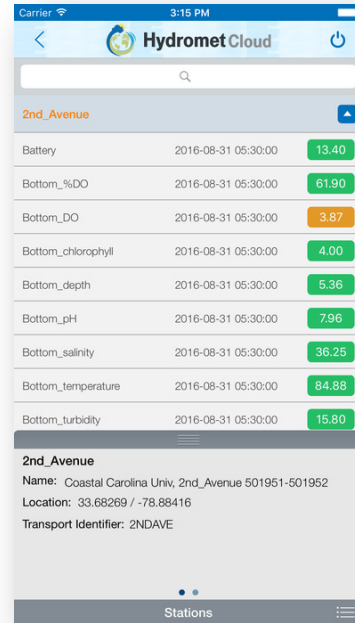 Carrier 3:15 PM
Hydromet Cloud
2nd_Avenue
Battery 2016-08-31 05:30:00 13.40
Bottom_%DO 2016-08-31 05:30:00 61.90
Bottom_DO 2016-08-31 05:30:00 3.87
Bottom_chlorophyll 2016-08-31 05:30:00 4.00
Bottom_depth 2016-08-31 05:30:00 5.36
Bottom_pH 2016-08-31 05:30:00 7.96
Bottom_salinity 2016-08-31 05:30:00 36.25
Bottom_temperature 2016-08-31 05:30:00 84.88
Bottom_turbidity 2016-08-31 05:30:00 15.80
2nd_Avenue
Name: Coastal Carolina Univ, 2nd_Avenue 501951-501952
Location: 33.68269 / -78.88416
Transport Identifier: 2NDAVE
Stations